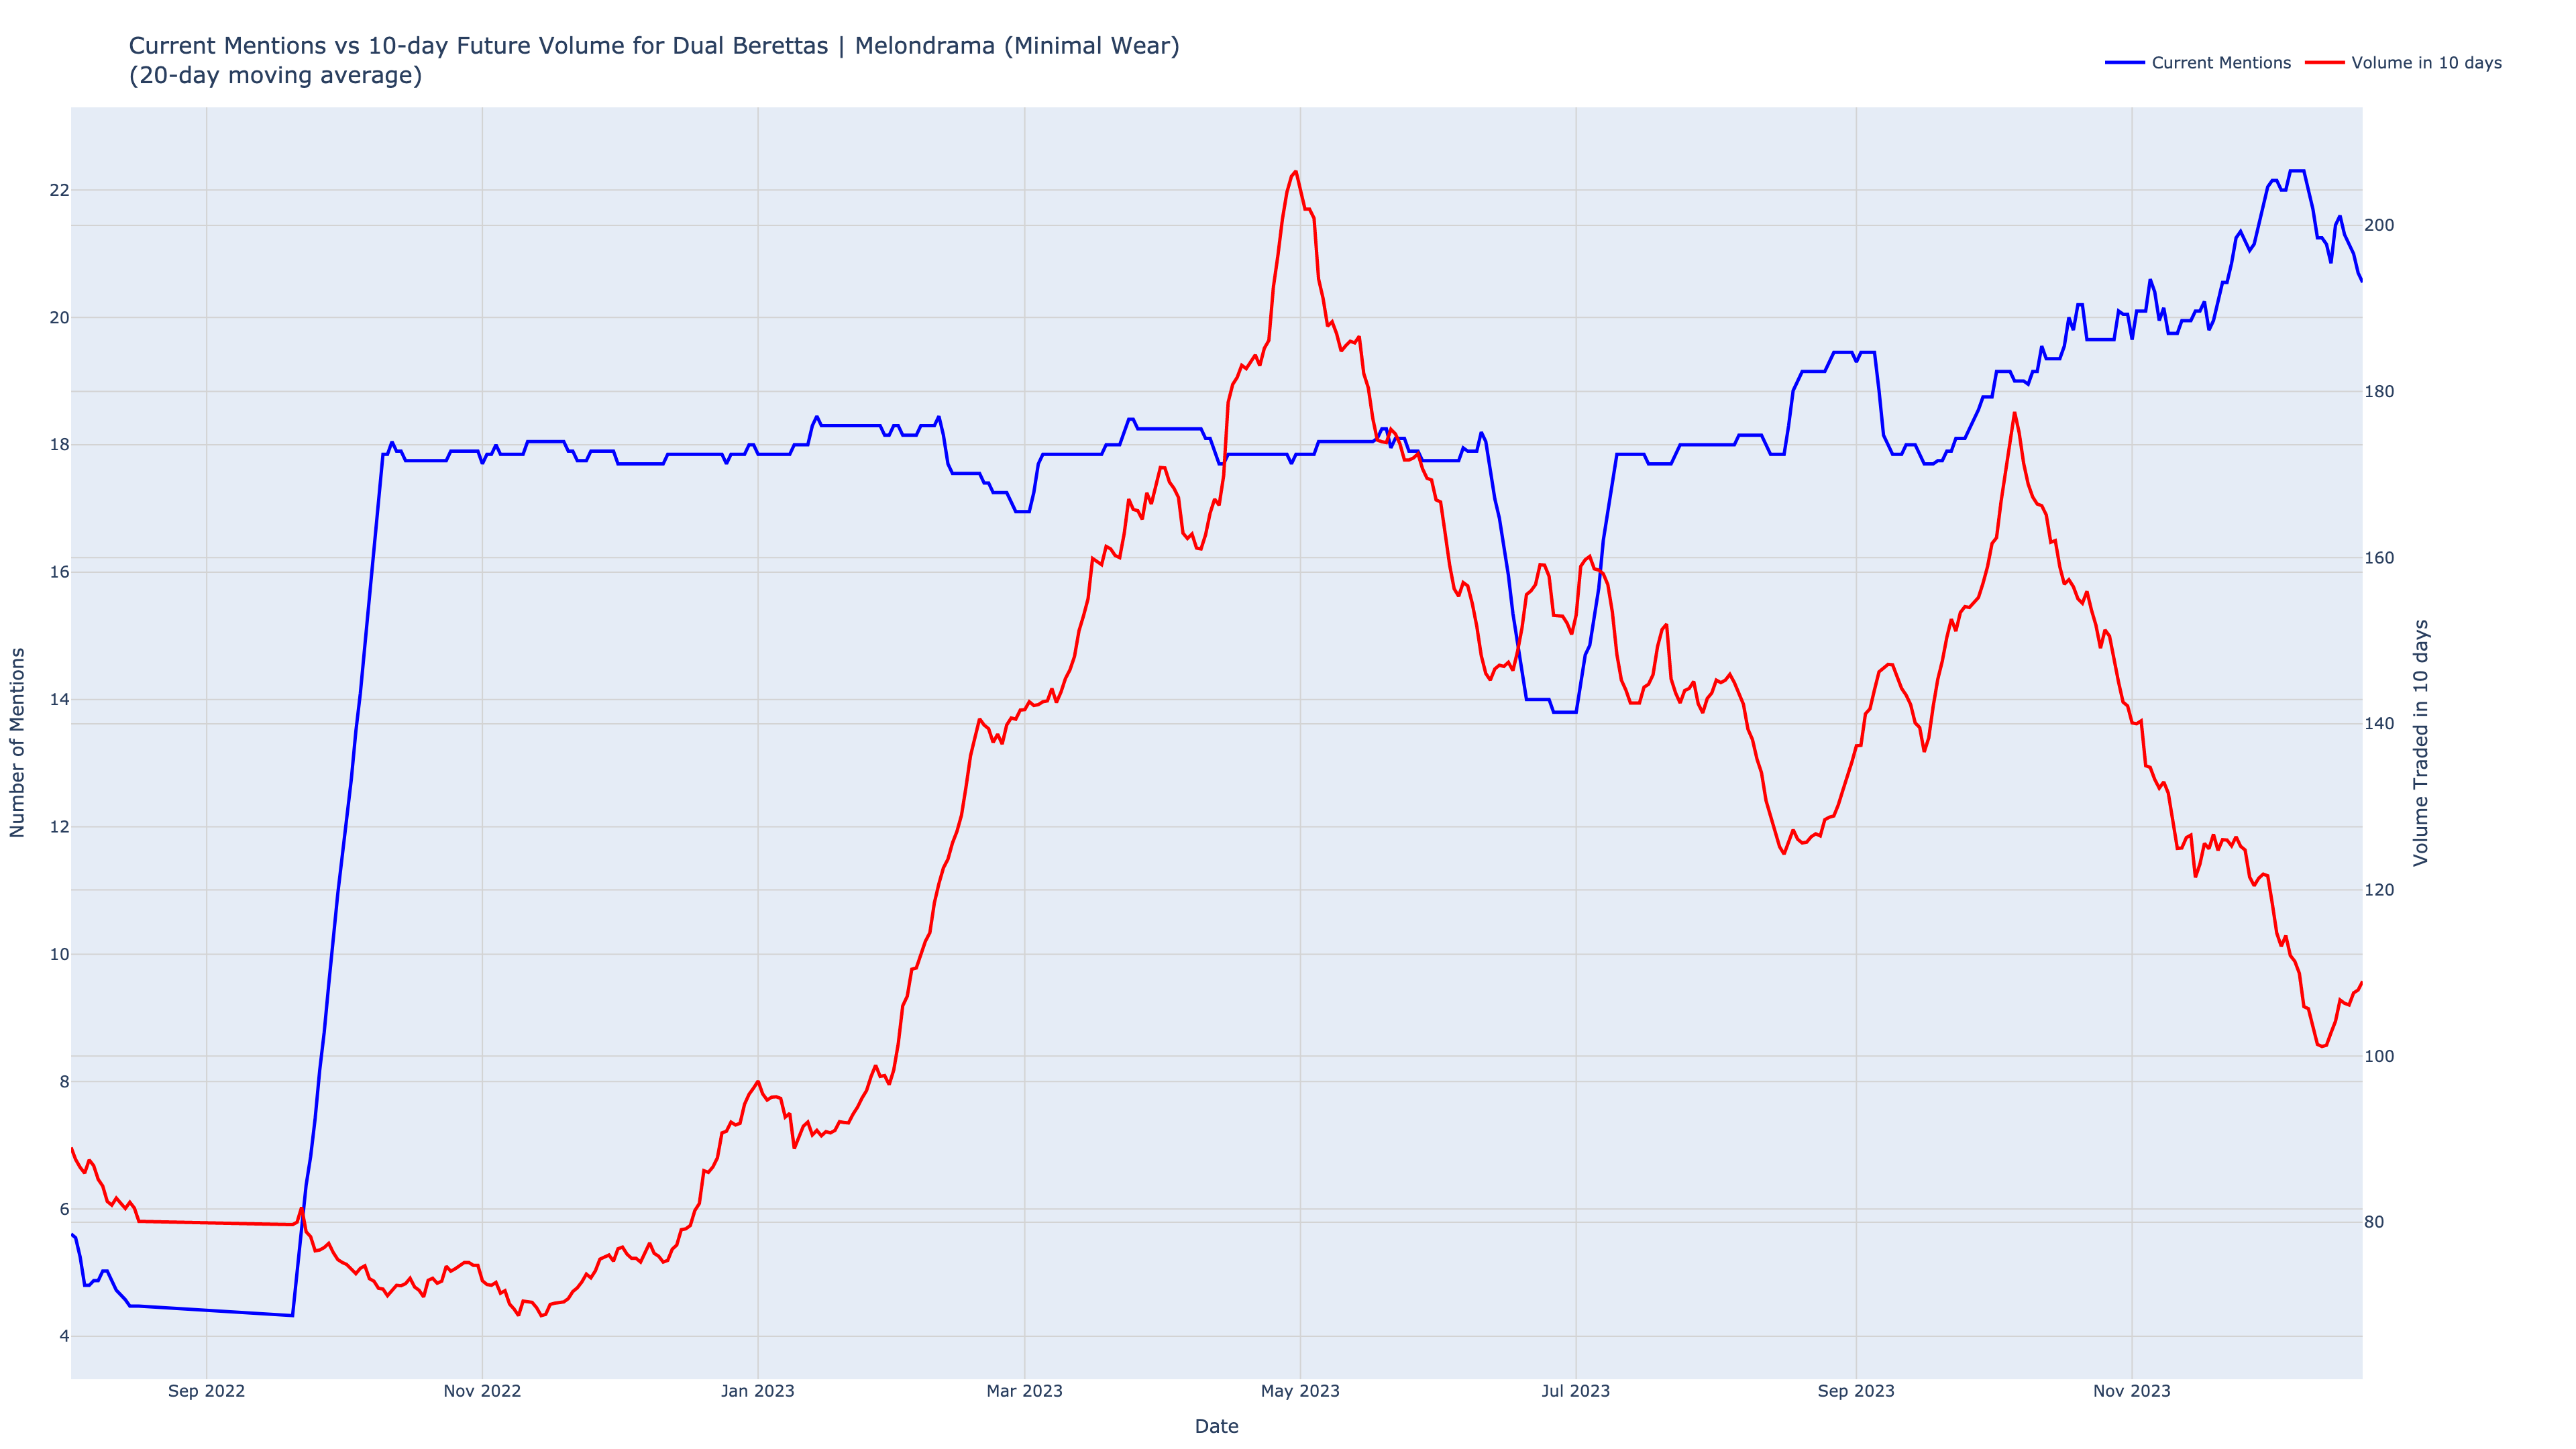 Current Mentions vs 10-day Future Volume for Dual Berettas | Melondrama (Minimal Wear)
(20-day moving average)
Current Mentions
Volume in 10 days
22
20
18
16
14
12
10
8
6
4
Number of Mentions
200
180
160
140
120
100
80
Volume Traded in 10 days
Sep 2022
Nov 2022
Jan 2023
Mar 2023
May 2023
Jul 2023
Sep 2023
Nov 2023
Date